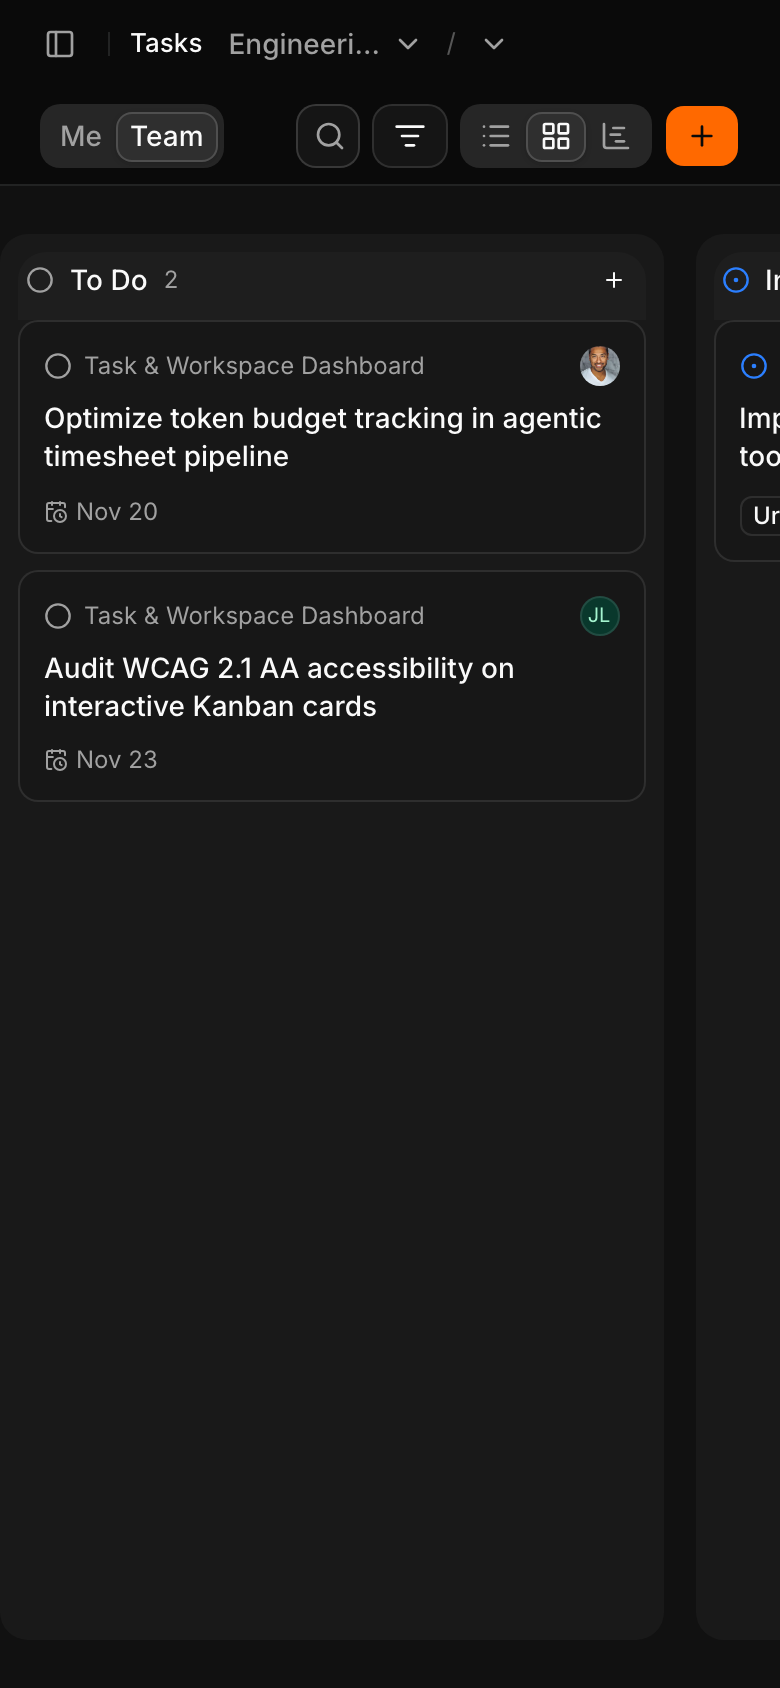 Tasks Engineeri... /
Me Team
To Do 2
Task & Workspace Dashboard
Optimize token budget tracking in agentic
timesheet pipeline
Nov 20
Task & Workspace Dashboard
JL
Audit WCAG 2.1 AA accessibility on
interactive Kanban cards
Nov 23